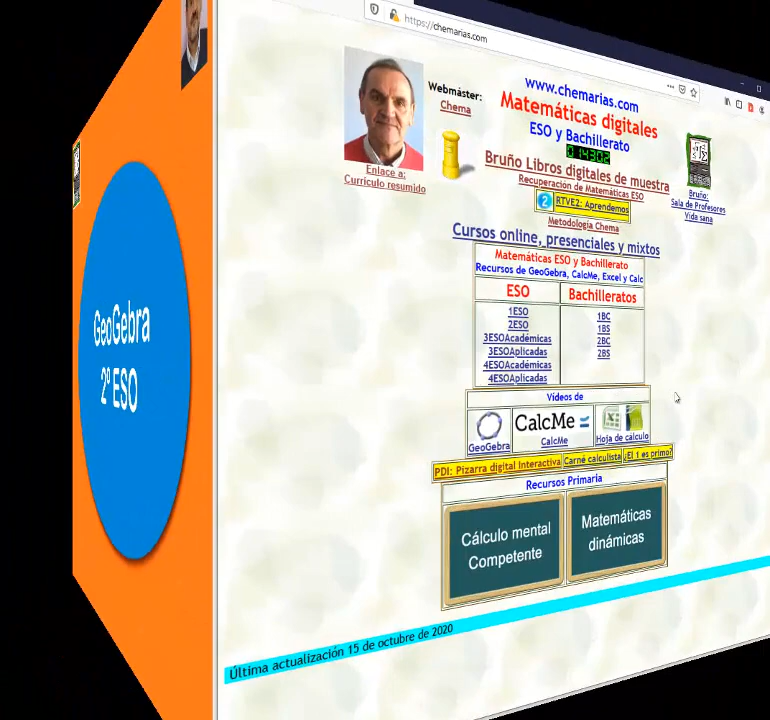 GeoGebra
2º ESO
https://chemarias.com
Webmáster:
Chema
www.chemarias.com
Matemáticas digitales
ESO y Bachillerato
014302
Enlace a:
Currículo resumido
Bruño Libros digitales de muestra
Recuperación de Matemáticas ESO
2 RTVE2: Aprendemos
Metodología Chema
Bruño:
Sala de Profesores
Vida sana
Cursos online, presenciales y mixtos
Matemáticas ESO y Bachillerato
Recursos de GeoGebra, CalcMe, Excel y Calc
ESO
Bachilleratos
1ESO
2ESO
3ESOAcadémicas
3ESOAplicadas
4ESOAcadémicas
4ESOAplicadas
1BC
1BS
2BC
2BS
Vídeos de
GeoGebra
CalcMe
CalcMe
Hoja de cálculo
PDI: Pizarra digital Interactiva
Carné calculista
¿El 1 es primo?
Recursos Primaria
Cálculo mental
Competente
Matemáticas
dinámicas
Última actualización 15 de octubre de 2020